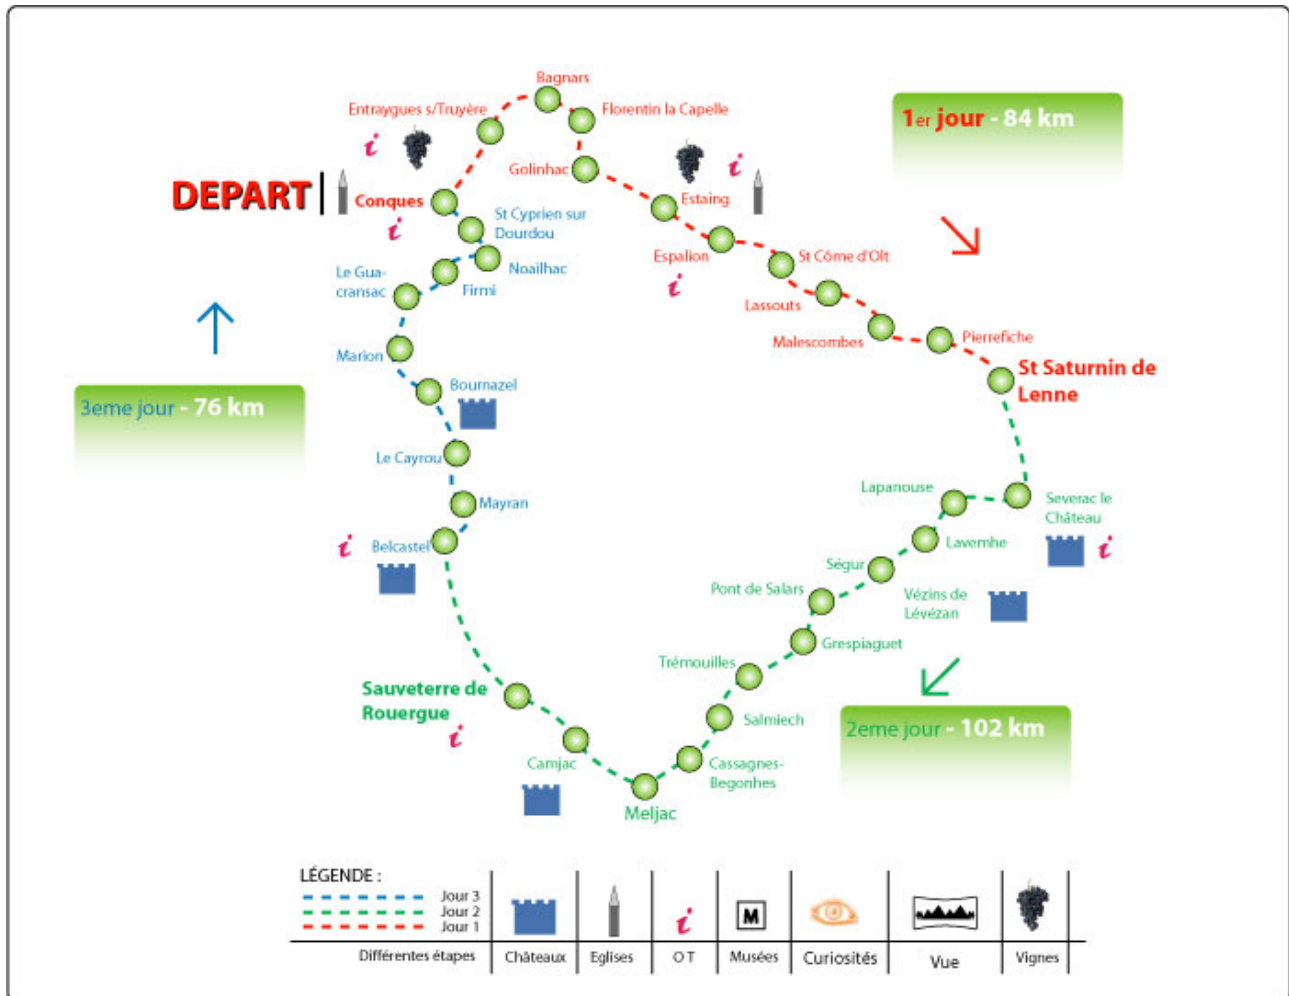 Bagnars
Entraygues s/Truyère
Florentin la Capelle
1er jour - 84 km
Golinhac
DEPART
Conques
Estaing
St Cyprien sur
Dourdou
Espalion
St Côme d'Olt
Noailhac
Le Gua-
cransac
Firmi
Lassouts
Malescombes
Pierrefiche
Marion
St Saturnin de
Lenne
Bournazel
3eme jour - 76 km
Le Cayrou
Lapanouse
Severac le
Château
Mayran
Belcastel
Lavernhe
Ségur
Pont de Salars
Vézins de
Lévézan
Grespiaguet
Trémouilles
Sauveterre de
Rouergue
Salmiech
2eme jour - 102 km
Camjac
Cassagnes-
Begonhes
Meljac
LÉGENDE :
Jour 3
Jour 2
Jour 1
M
Différentes étapes
Châteaux
Eglises
O T
Musées
Curiosités
Vue
Vignes